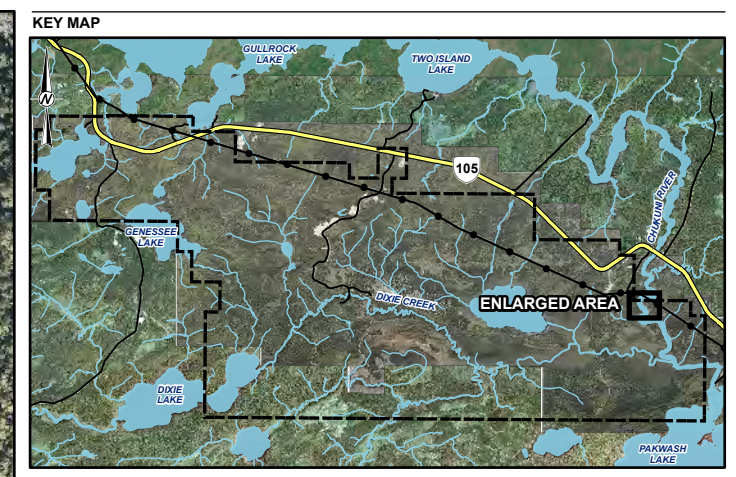 KEY MAP
GULLROCK
LAKE
TWO ISLAND
LAKE
N
105
CHUKUNI RIVER
GENESSEE
LAKE
DIXIE CREEK
ENLARGED AREA
DIXIE
LAKE
PAKWASH
LAKE